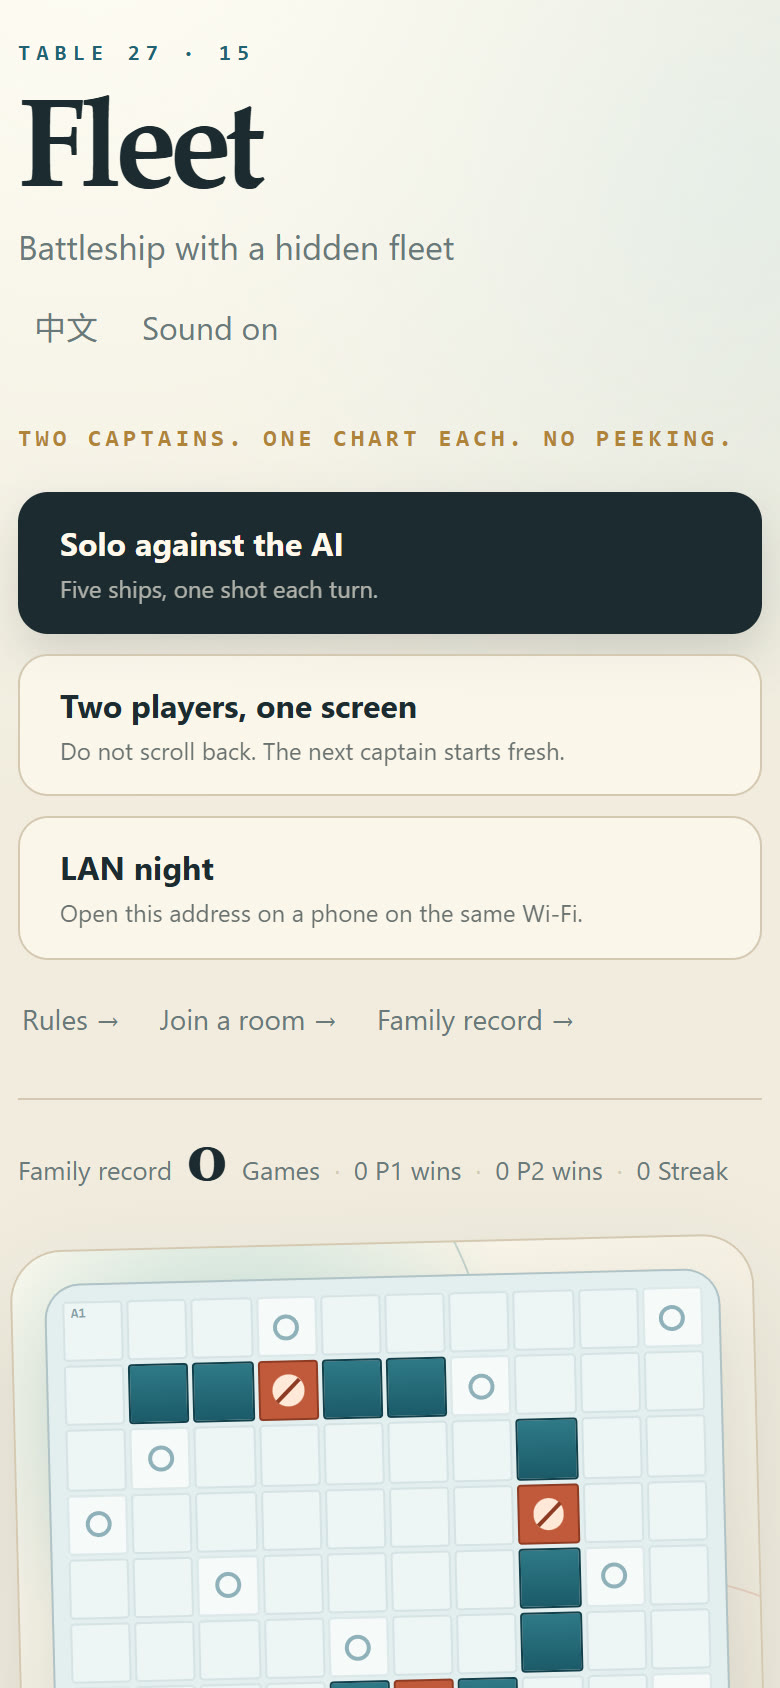 TABLE 27 · 15
Fleet
Battleship with a hidden fleet
中文 Sound on
TWO CAPTAINS. ONE CHART EACH. NO PEEKING.
Solo against the AI
Five ships, one shot each turn.
Two players, one screen
Do not scroll back. The next captain starts fresh.
LAN night
Open this address on a phone on the same Wi-Fi.
Rules → Join a room → Family record →
Family record 0 Games · 0 P1 wins · 0 P2 wins · 0 Streak
A1